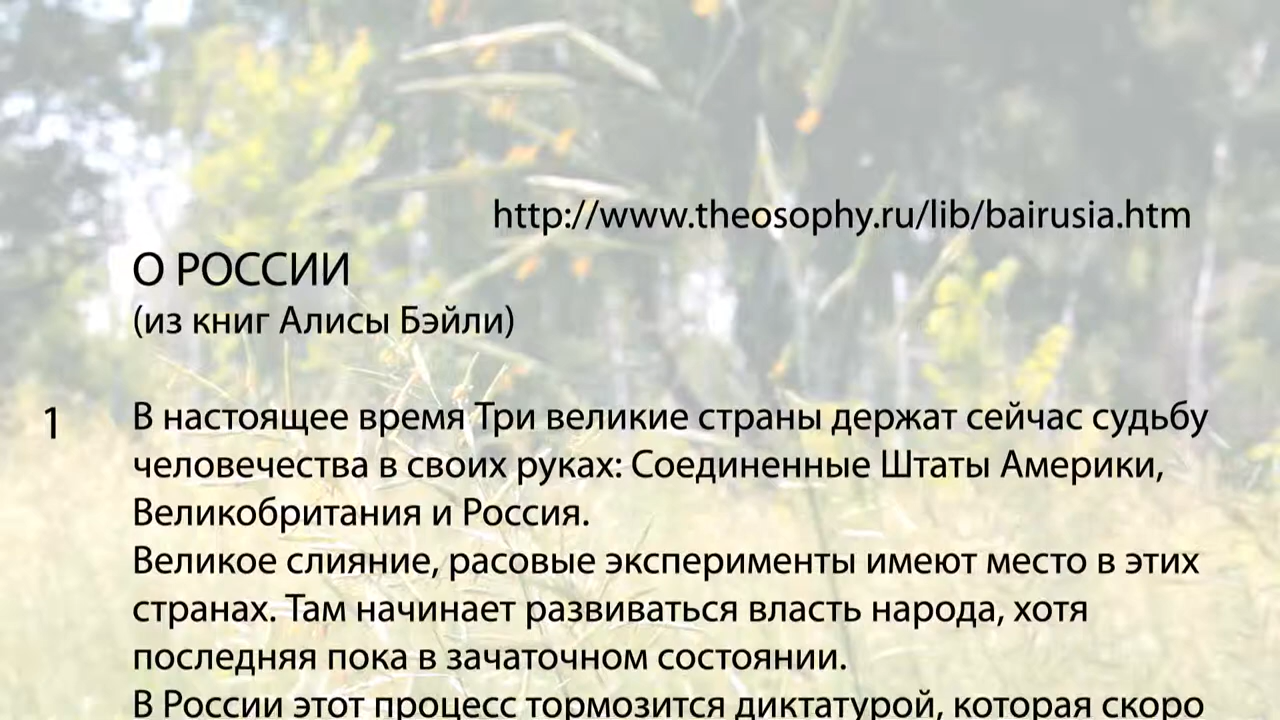 http://www.theosophy.ru/lib/bairusia.htm
О РОССИИ
(из книг Алисы Бэйли)
1 В настоящее время Три великие страны держат сейчас судьбу
человечества в своих руках: Соединенные Штаты Америки,
Великобритания и Россия.
Великое слияние, расовые эксперименты имеют место в этих
странах. Там начинает развиваться власть народа, хотя
последняя пока в зачаточном состоянии.
В России этот процесс тормозится диктатурой, которая скоро